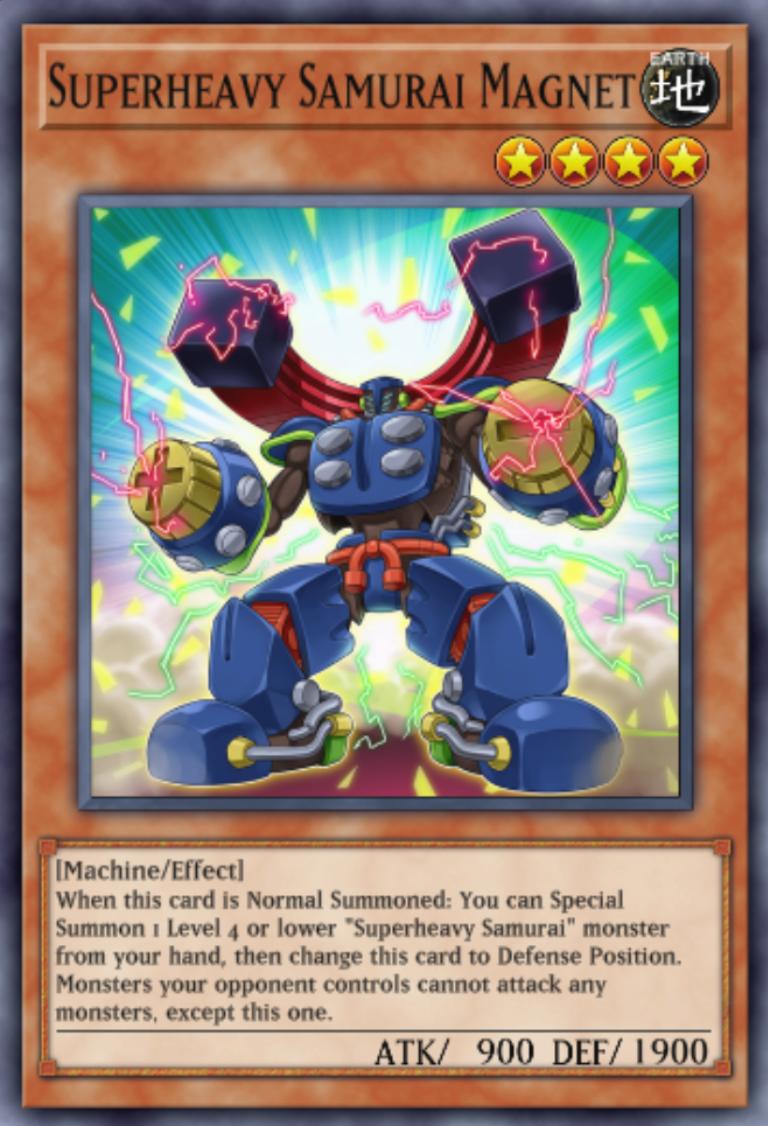 SUPERHEAVY SAMURAI MAGNET
EARTH
地
[Machine/Effect]
When this card is Normal Summoned: You can Special
Summon 1 Level 4 or lower "Superheavy Samurai" monster
from your hand, then change this card to Defense Position.
Monsters your opponent controls cannot attack any
monsters, except this one.
ATK/ 900 DEF/ 1900